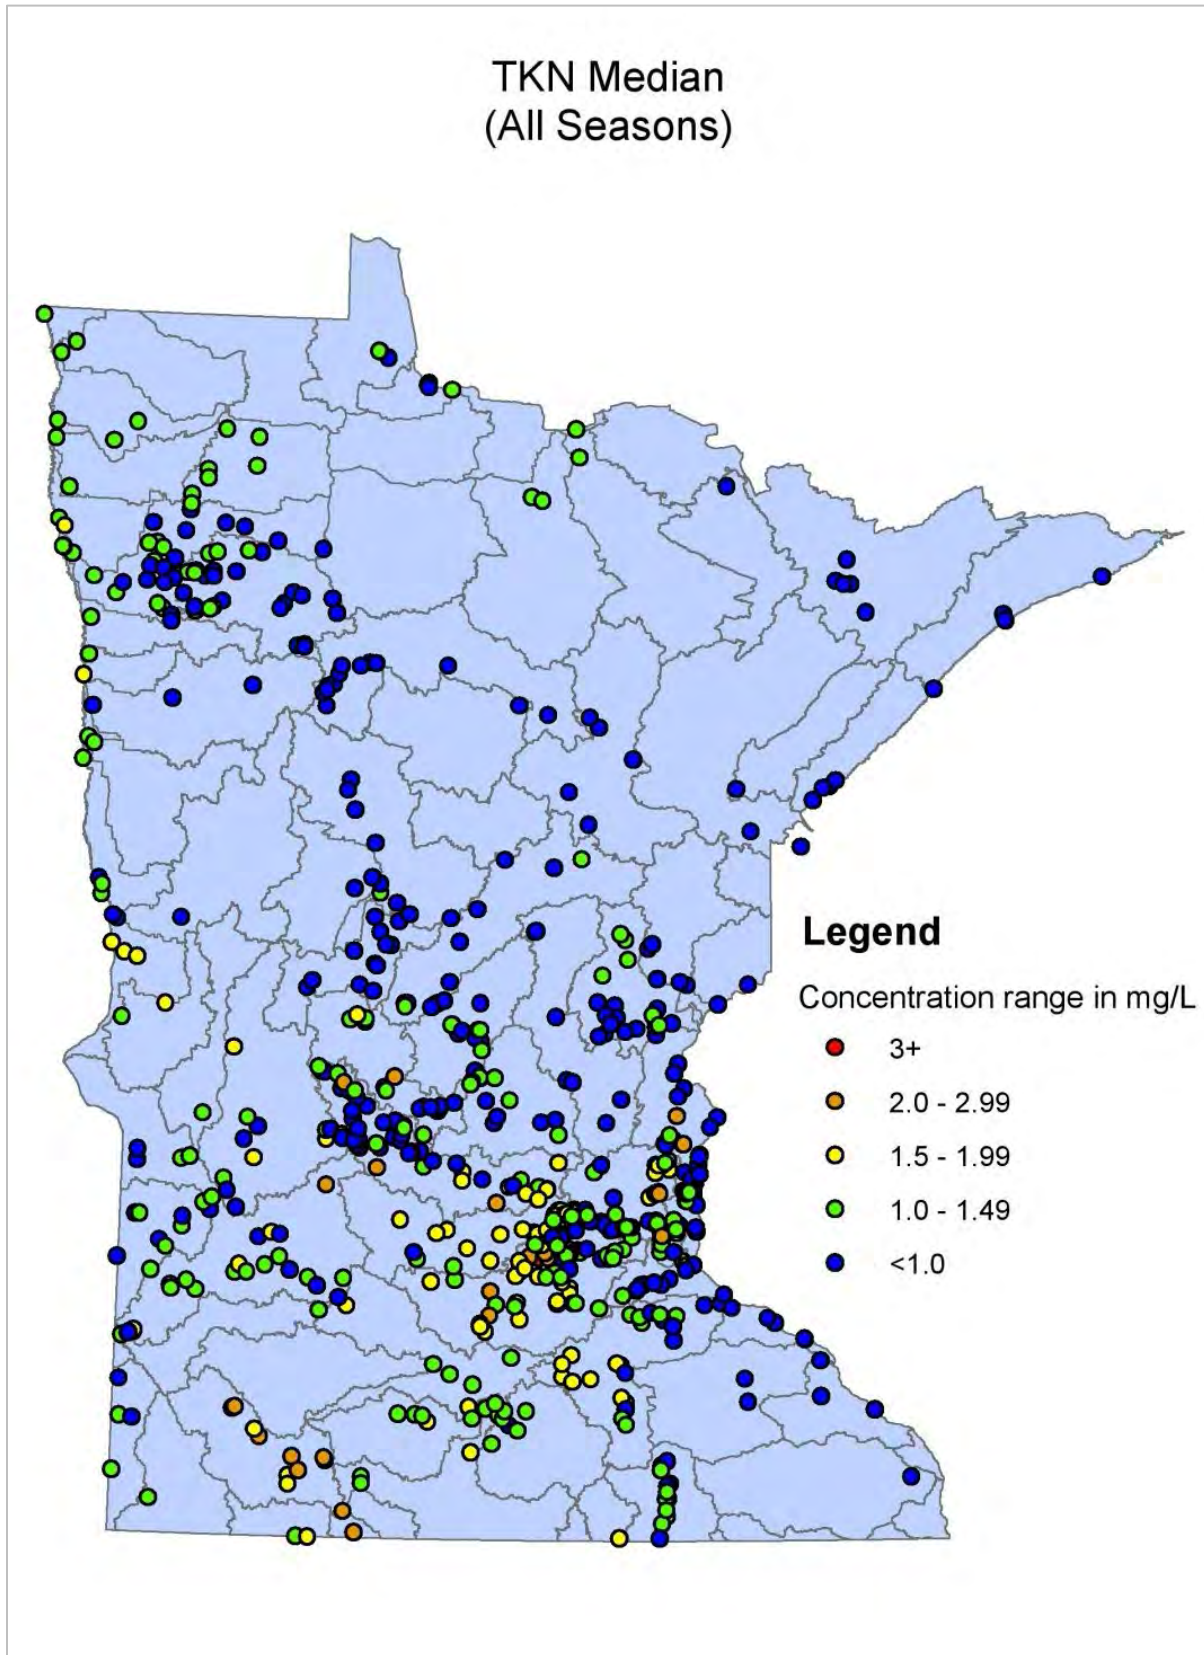 TKN Median
(All Seasons)
Legend
Concentration range in mg/L
3+
2.0 - 2.99
1.5 - 1.99
1.0 - 1.49
<1.0